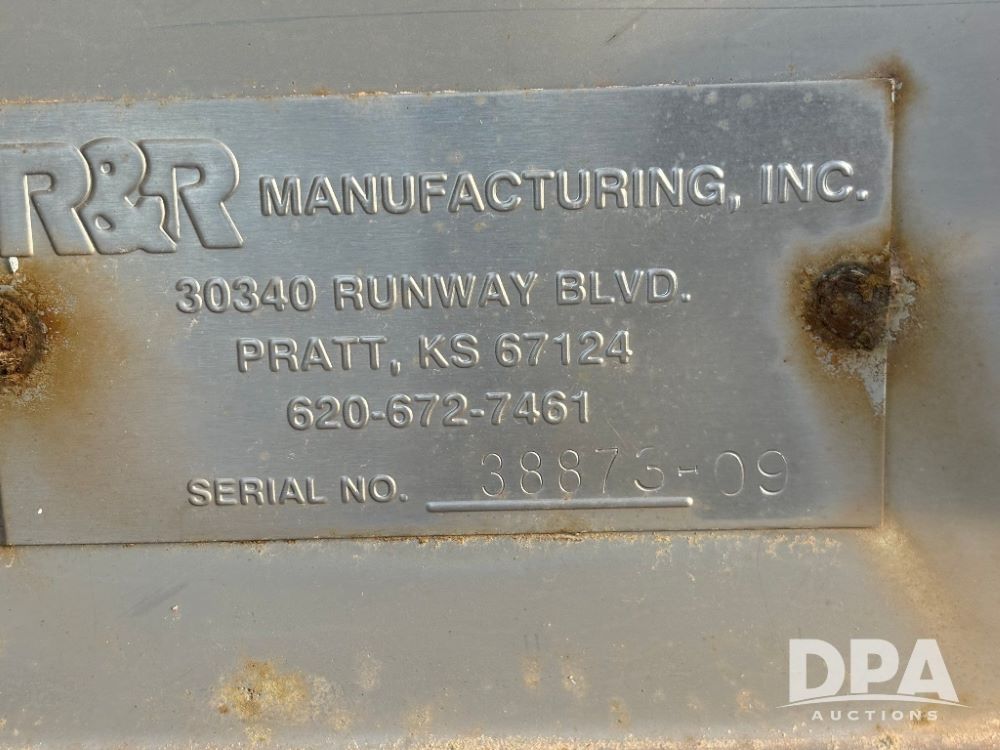 R&R MANUFACTURING, INC.
30340 RUNWAY BLVD.
PRATT, KS 67124
620-672-7461
SERIAL NO. 38873-09
DPA
AUCTIONS